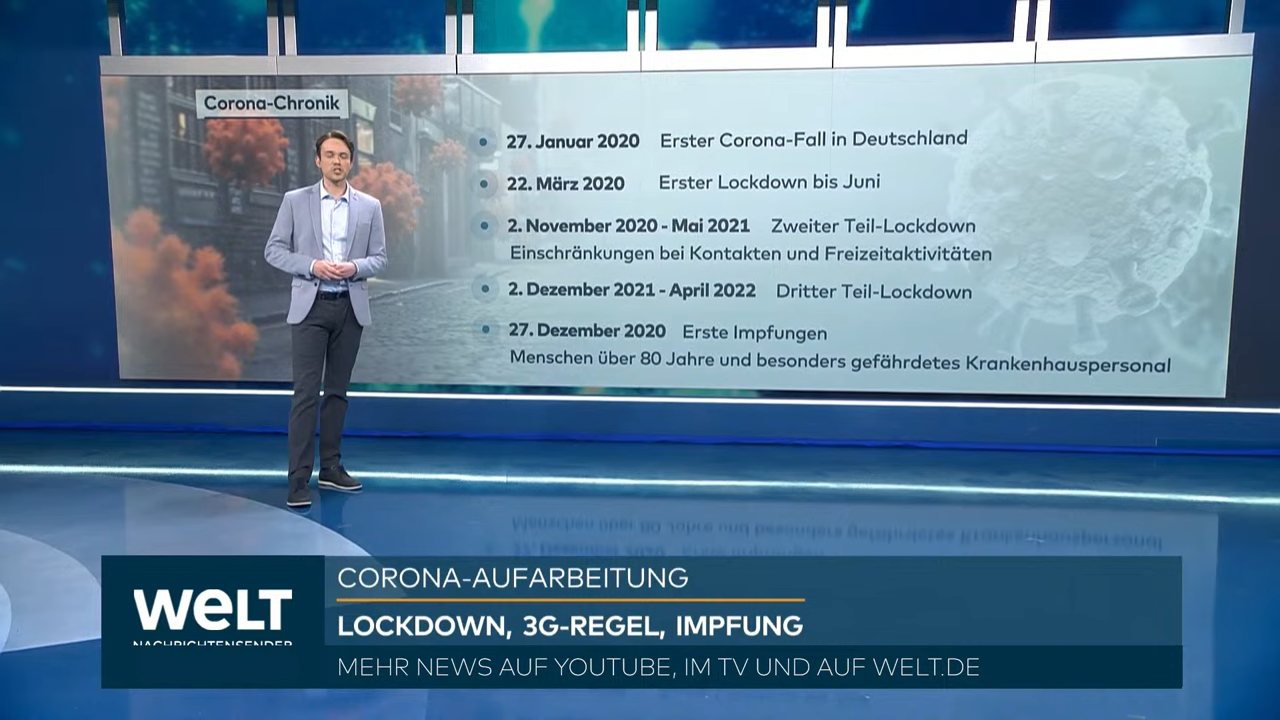 Corona-Chronik
27. Januar 2020 Erster Corona-Fall in Deutschland
22. März 2020 Erster Lockdown bis Juni
2. November 2020 - Mai 2021 Zweiter Teil-Lockdown
Einschränkungen bei Kontakten und Freizeitaktivitäten
2. Dezember 2021 - April 2022 Dritter Teil-Lockdown
27. Dezember 2020 Erste Impfungen
Menschen über 80 Jahre und besonders gefährdetes Krankenhauspersonal
welt
NACHRICHTENSENDER
CORONA-AUFARBEITUNG
LOCKDOWN, 3G-REGEL, IMPFUNG
MEHR NEWS AUF YOUTUBE, IM TV UND AUF WELT.DE